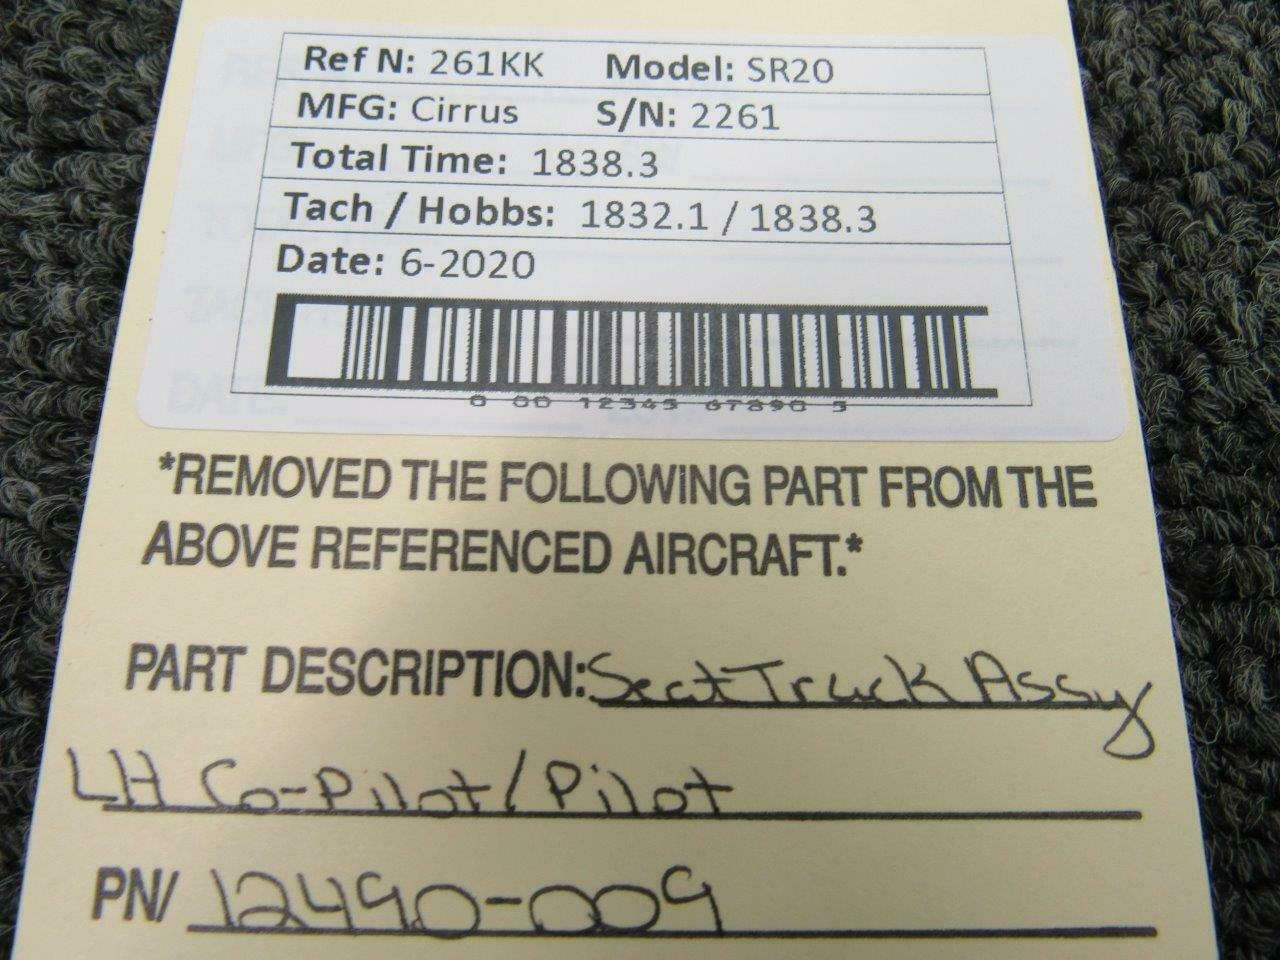 Ref N: 261KK Model: SR20
MFG: Cirrus S/N: 2261
Total Time: 1838.3
Tach / Hobbs: 1832.1 / 1838.3
Date: 6-2020
0 00 12345 67890 5
*REMOVED THE FOLLOWING PART FROM THE
ABOVE REFERENCED AIRCRAFT.*
PART DESCRIPTION: Seat Truck Assy
LH Co-Pilot/Pilot
PN/ 12490-009